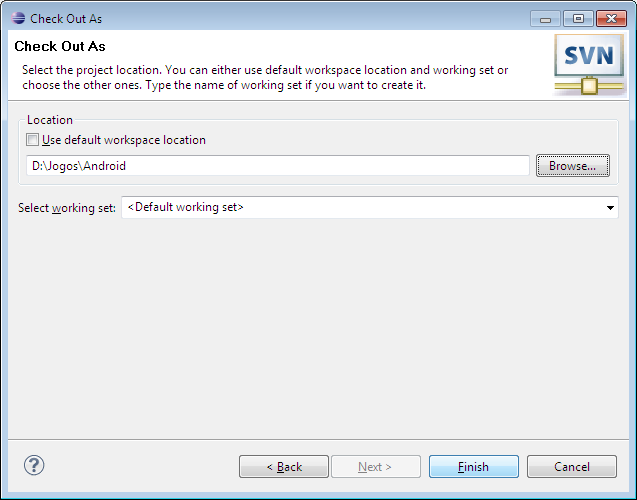 Check Out As
Check Out As
Select the project location. You can either use default workspace location and working set or
choose the other ones. Type the name of working set if you want to create it.
SVN
Location
Use default workspace location
D:\Jogos\Android
Browse...
Select working set:
<Default working set>
?
< Back
Next >
Finish
Cancel